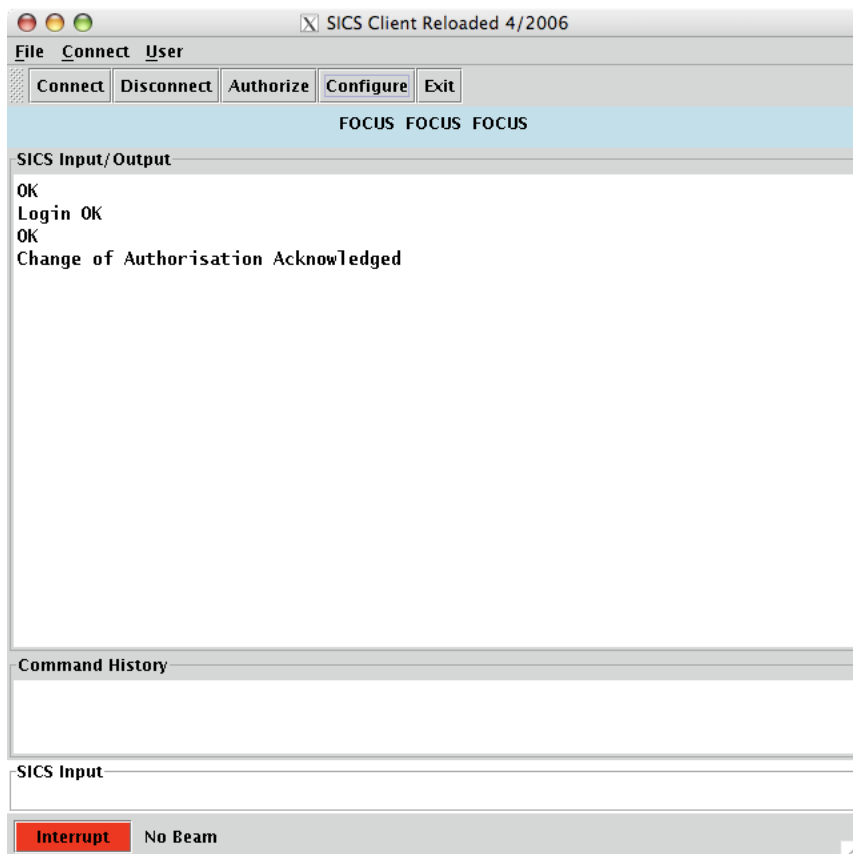 X SICS Client Reloaded 4/2006
File Connect User
Connect Disconnect Authorize Configure Exit
FOCUS FOCUS FOCUS
SICS Input/Output
OK
Login OK
OK
Change of Authorisation Acknowledged
Command History
SICS Input
Interrupt No Beam